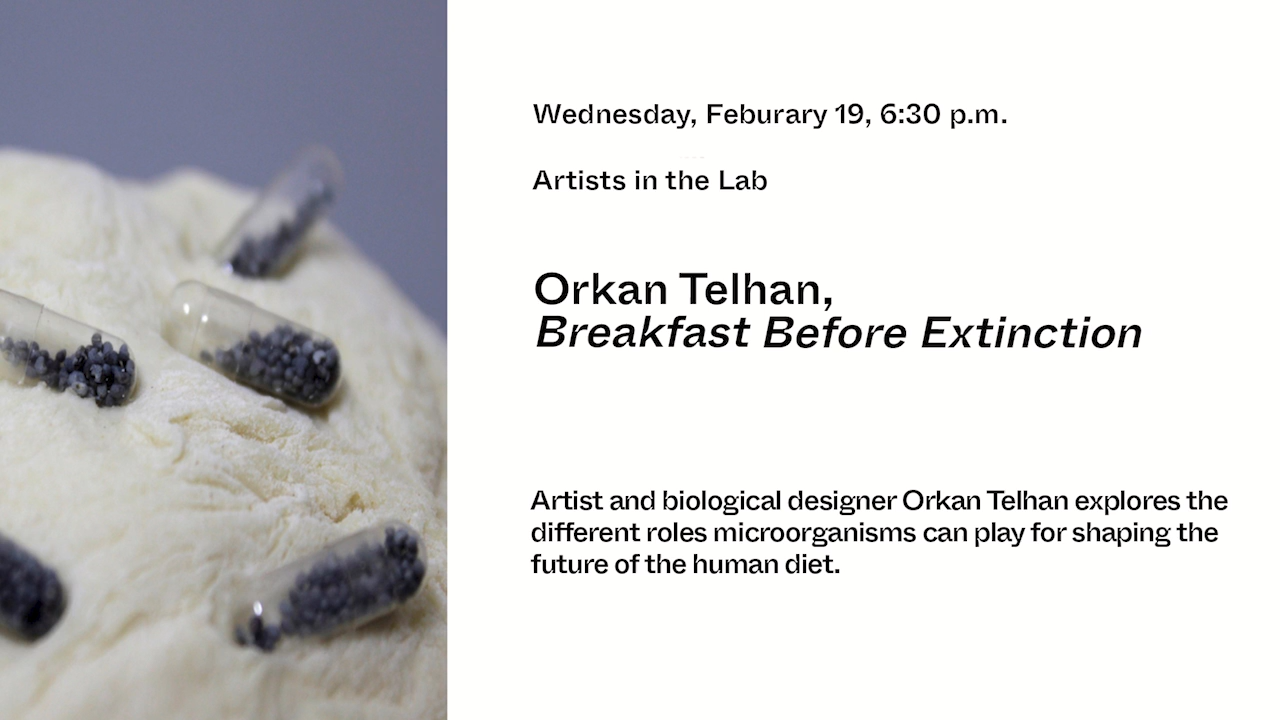 Wednesday, Feburary 19, 6:30 p.m.
Artists in the Lab
Orkan Telhan,
Breakfast Before Extinction
Artist and biological designer Orkan Telhan explores the
different roles microorganisms can play for shaping the
future of the human diet.